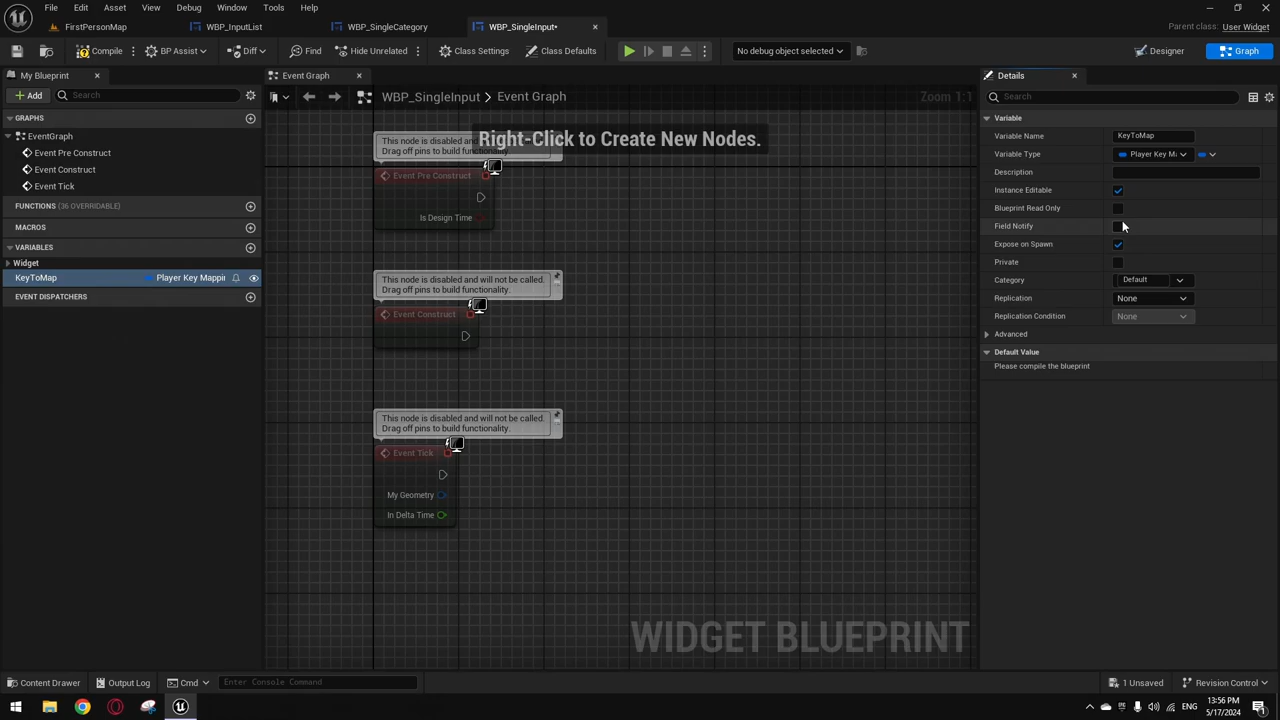 File Edit Asset View Debug Window Tools Help
FirstPersonMap WBP_InputList WBP_SingleCategory WBP_SingleInput•
Parent class: User Widget
Compile BP Assist Diff Find Hide Unrelated Class Settings Class Defaults No debug object selected Designer Graph
My Blueprint
Add Search
GRAPHS
EventGraph
Event Pre Construct
Event Construct
Event Tick
FUNCTIONS (36 OVERRIDABLE)
MACROS
VARIABLES
Widget
KeyToMap Player Key Mappin
EVENT DISPATCHERS
Event Graph
WBP_SingleInput > Event Graph Zoom 1:1
Right-Click to Create New Nodes.
This node is disabled and will not be called.
Drag off pins to build functionality.
Event Pre Construct
Is Design Time
This node is disabled and will not be called.
Drag off pins to build functionality.
Event Construct
This node is disabled and will not be called.
Drag off pins to build functionality.
Event Tick
My Geometry
In Delta Time
WIDGET BLUEPRINT
Details
Search
Variable
Variable Name KeyToMap
Variable Type Player Key M
Description
Instance Editable
Blueprint Read Only
Field Notify
Expose on Spawn
Private
Category Default
Replication None
Replication Condition None
Advanced
Default Value
Please compile the blueprint
Content Drawer Output Log Cmd Enter Console Command 1 Unsaved Revision Control
13:56 PM
5/17/2024